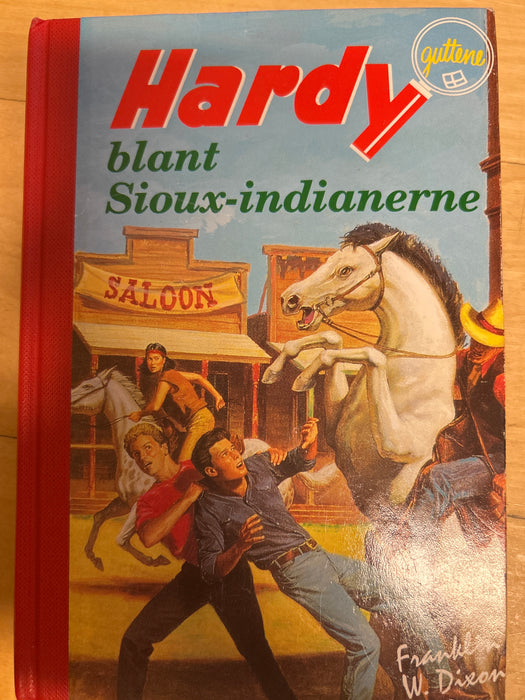 Hardy
guttene
blant
Sioux-indianerne
SALOON
Franklin
W. Dixon